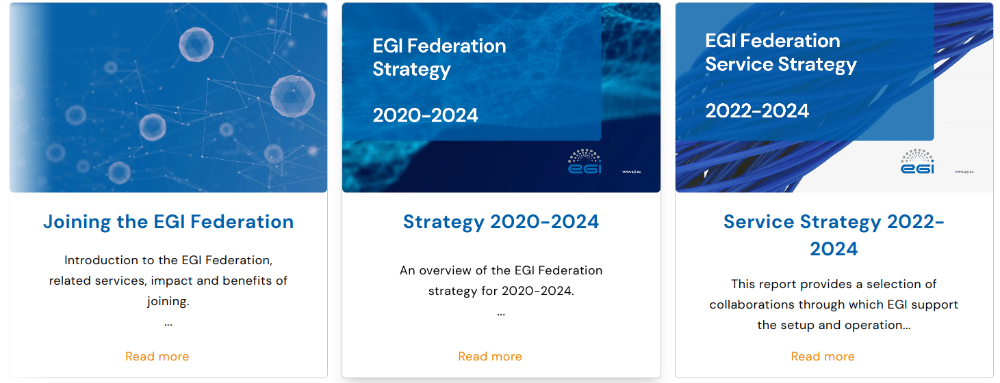 Joining the EGI Federation
Introduction to the EGI Federation,
related services, impact and benefits of
joining.
...
Read more
EGI Federation
Strategy
2020-2024
egi
www.egi.eu
Strategy 2020-2024
An overview of the EGI Federation
strategy for 2020-2024.
...
Read more
EGI Federation
Service Strategy
2022-2024
egi
www.egi.eu
Service Strategy 2022-
2024
This report provides a selection of
collaborations through which EGI support
the setup and operation...
Read more